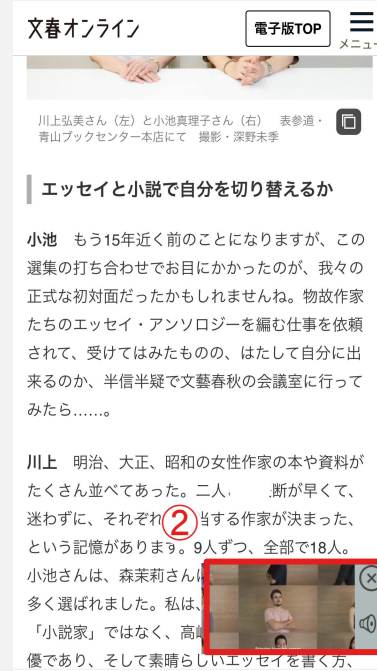 文春オンライン
電子版TOP
メニュー
川上弘美さん（左）と小池真理子さん（右）　表参道・
青山ブックセンター本店にて　撮影・深野未季
エッセイと小説で自分を切り替えるか
小池　もう15年近く前のことになりますが、この
選集の打ち合わせでお目にかかったのが、我々の
正式な初対面だったかもしれませんね。物故作家
たちのエッセイ・アンソロジーを編む仕事を依頼
されて、受けてはみたものの、はたして自分に出
来るのか、半信半疑で文藝春秋の会議室に行って
みたら……。
川上　明治、大正、昭和の女性作家の本や資料が
たくさん並べてあった。二人　断が早くて、
迷わずに、それぞれ②当する作家が決まった、
という記憶があります。9人ずつ、全部で18人。
小池さんは、森茉莉さん
多く選ばれました。私は、
「小説家」ではなく、高
優であり、そして素晴らしいエッセイを書く方、